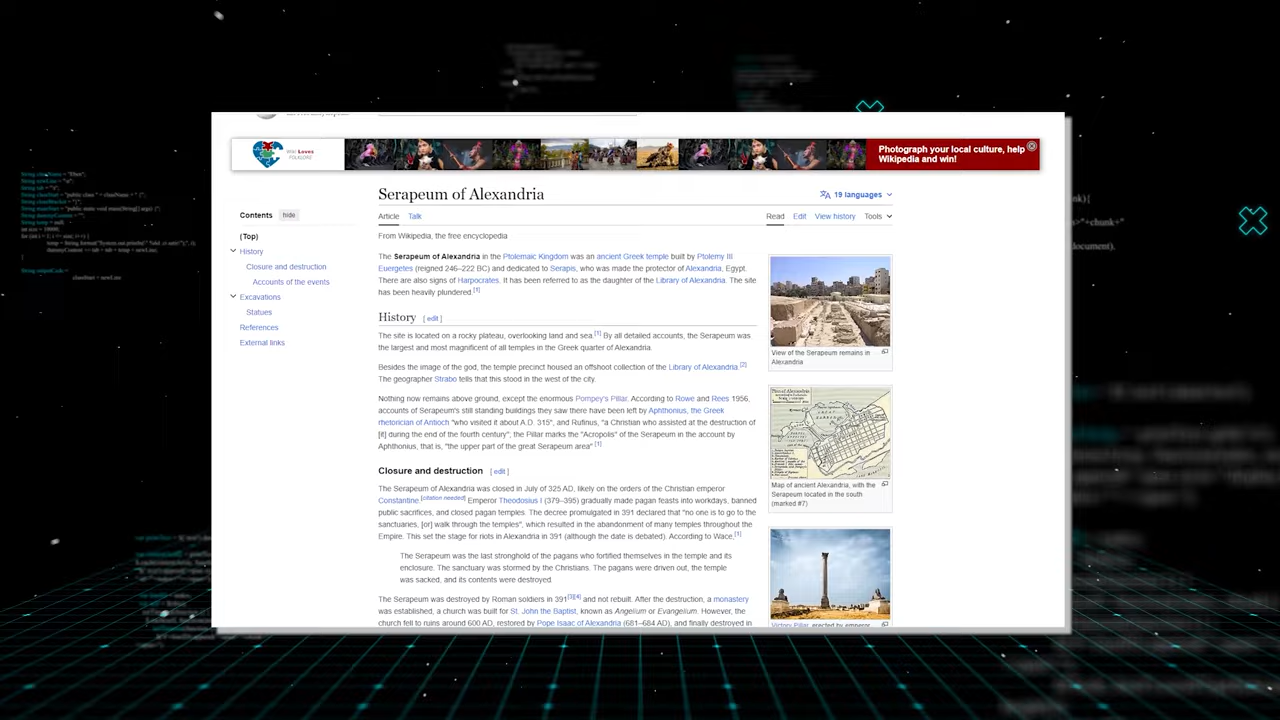 WIKI Loves
FOLKLORE
Photograph your local culture, help
Wikipedia and win!
Serapeum of Alexandria
19 languages
Contents
hide
Article
Talk
Read
Edit
View history
Tools
(Top)
From Wikipedia, the free encyclopedia
History
Closure and destruction
Accounts of the events
Excavations
Statues
References
External links
The Serapeum of Alexandria in the Ptolemaic Kingdom was an ancient Greek temple built by Ptolemy III
Euergetes (reigned 246–222 BC) and dedicated to Serapis, who was made the protector of Alexandria, Egypt.
There are also signs of Harpocrates. It has been referred to as the daughter of the Library of Alexandria. The site
has been heavily plundered.[1]
History [ edit ]
The site is located on a rocky plateau, overlooking land and sea.[1] By all detailed accounts, the Serapeum was
the largest and most magnificent of all temples in the Greek quarter of Alexandria.
Besides the image of the god, the temple precinct housed an offshoot collection of the Library of Alexandria.[2]
The geographer Strabo tells that this stood in the west of the city.
Nothing now remains above ground, except the enormous Pompey's Pillar. According to Rowe and Rees 1956,
accounts of Serapeum's still standing buildings they saw there have been left by Aphthonius, the Greek
rhetorician of Antioch "who visited it about A.D. 315", and Rufinus, "a Christian who assisted at the destruction of
[it] during the end of the fourth century"; the Pillar marks the "Acropolis" of the Serapeum in the account by
Aphthonius, that is, "the upper part of the great Serapeum area" [1]
Closure and destruction [ edit ]
The Serapeum of Alexandria was closed in July of 325 AD, likely on the orders of the Christian emperor
Constantine.[citation needed] Emperor Theodosius I (379–395) gradually made pagan feasts into workdays, banned
public sacrifices, and closed pagan temples. The decree promulgated in 391 declared that "no one is to go to the
sanctuaries, [or] walk through the temples", which resulted in the abandonment of many temples throughout the
Empire. This set the stage for riots in Alexandria in 391 (although the date is debated). According to Wace,[1]
The Serapeum was the last stronghold of the pagans who fortified themselves in the temple and its
enclosure. The sanctuary was stormed by the Christians. The pagans were driven out, the temple
was sacked, and its contents were destroyed.
The Serapeum was destroyed by Roman soldiers in 391[3][4] and not rebuilt. After the destruction, a monastery
was established, a church was built for St. John the Baptist, known as Angelium or Evangelium. However, the
church fell to ruins around 600 AD, restored by Pope Isaac of Alexandria (681–684 AD), and finally destroyed in
View of the Serapeum remains in
Alexandria
Map of ancient Alexandria, with the
Serapeum located in the south
(marked #7)
Victory Pillar, erected by emperor